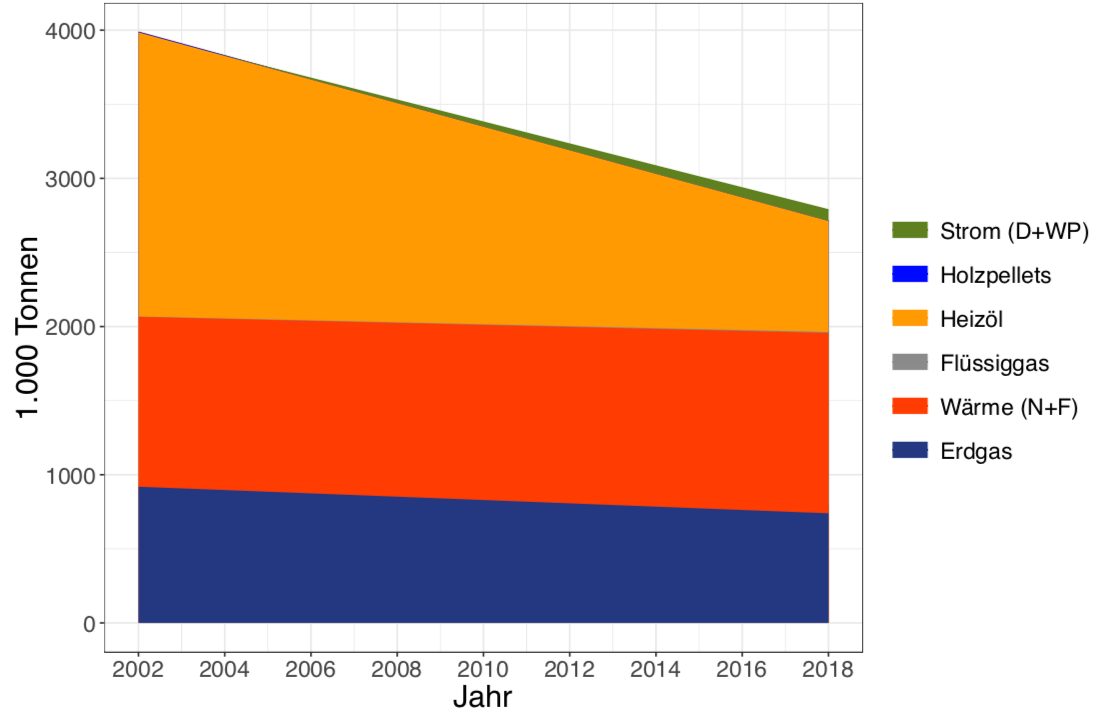 4000
3000
2000
1000
0
1.000 Tonnen
2002 2004 2006 2008 2010 2012 2014 2016 2018
Jahr
Strom (D+WP)
Holzpellets
Heizöl
Flüssiggas
Wärme (N+F)
Erdgas